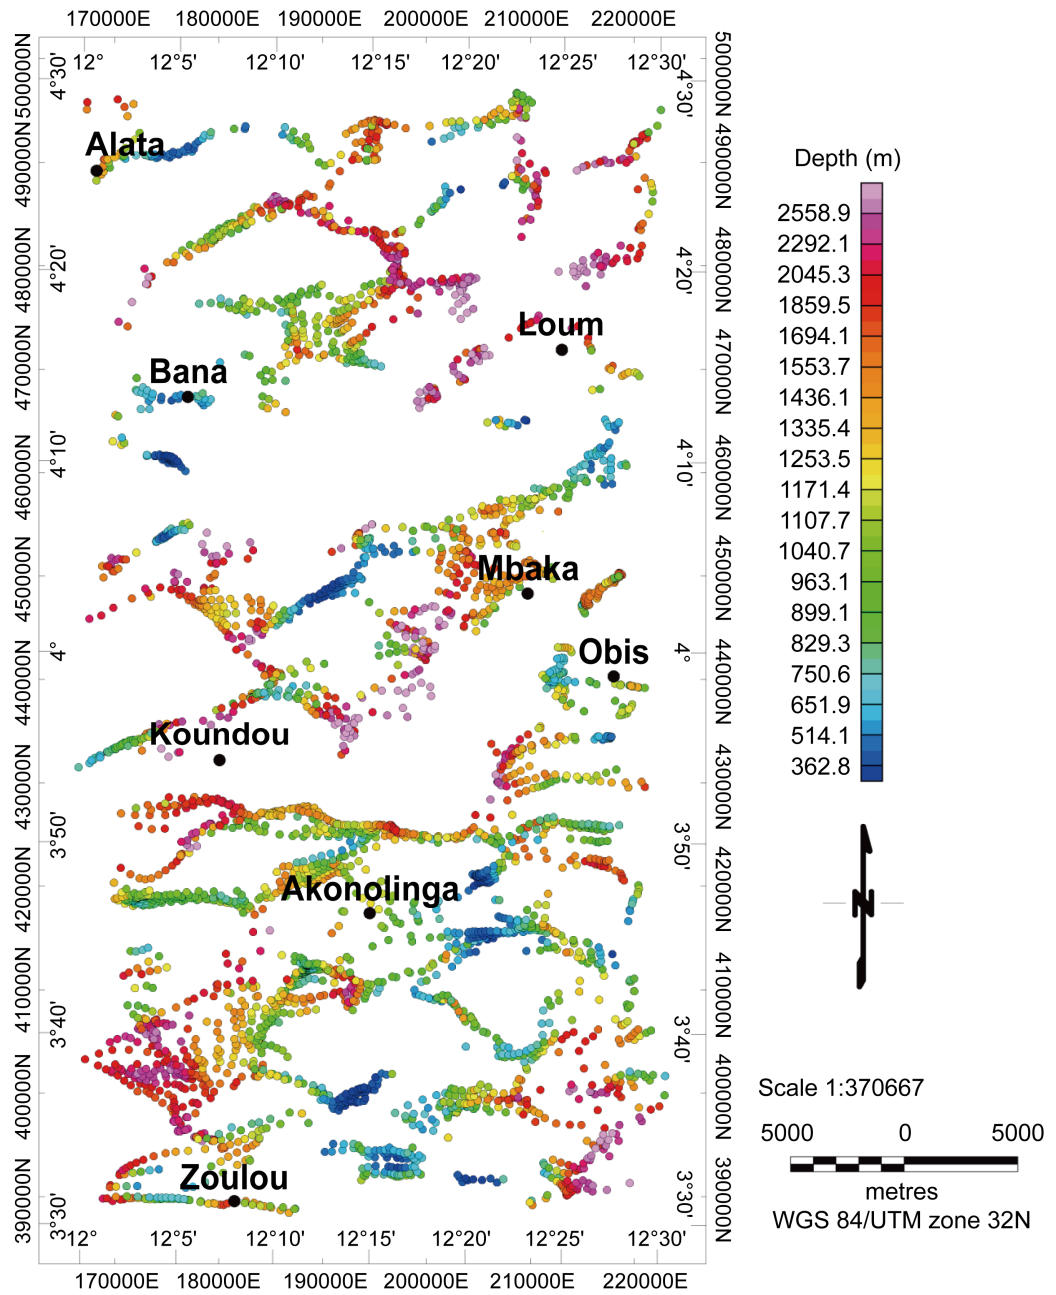 170000E 180000E 190000E 200000E 210000E 220000E
12° 12°5' 12°10' 12°15' 12°20' 12°25' 12°30'
500000N
490000N
480000N
470000N
460000N
450000N
440000N
430000N
420000N
410000N
400000N
390000N
4°30'
4°20'
4°10'
4°
3°50'
3°40'
3°30'
Alata
Loum
Bana
Mbaka
Obis
Koundou
Akonolinga
Zoulou
4°30'
4°20'
4°10'
4°
3°50'
3°40'
3°30'
500000N
490000N
480000N
470000N
460000N
450000N
440000N
430000N
420000N
410000N
400000N
390000N
12° 12°5' 12°10' 12°15' 12°20' 12°25' 12°30'
170000E 180000E 190000E 200000E 210000E 220000E
Depth (m)
2558.9
2292.1
2045.3
1859.5
1694.1
1553.7
1436.1
1335.4
1253.5
1171.4
1107.7
1040.7
963.1
899.1
829.3
750.6
651.9
514.1
362.8
N
Scale 1:370667
5000 0 5000
metres
WGS 84/UTM zone 32N